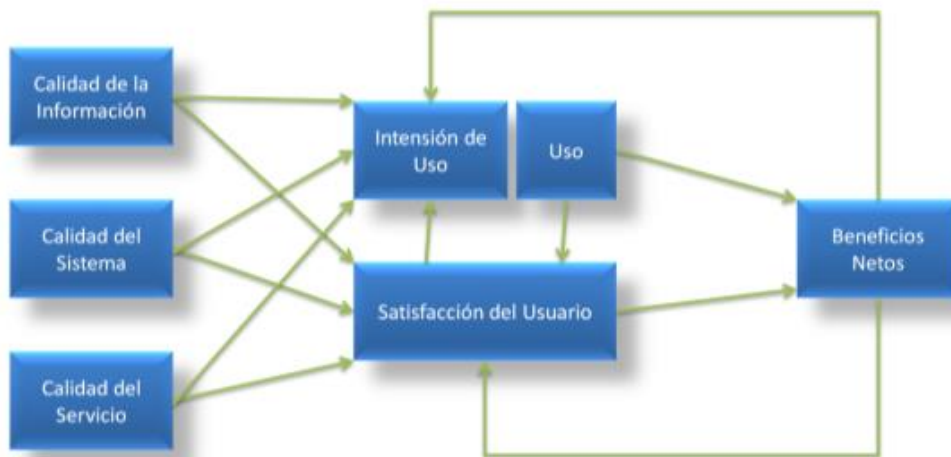 Calidad de la
Información
Intensión de
Uso
Uso
Calidad del
Sistema
Beneficios
Netos
Satisfacción del Usuario
Calidad del
Servicio